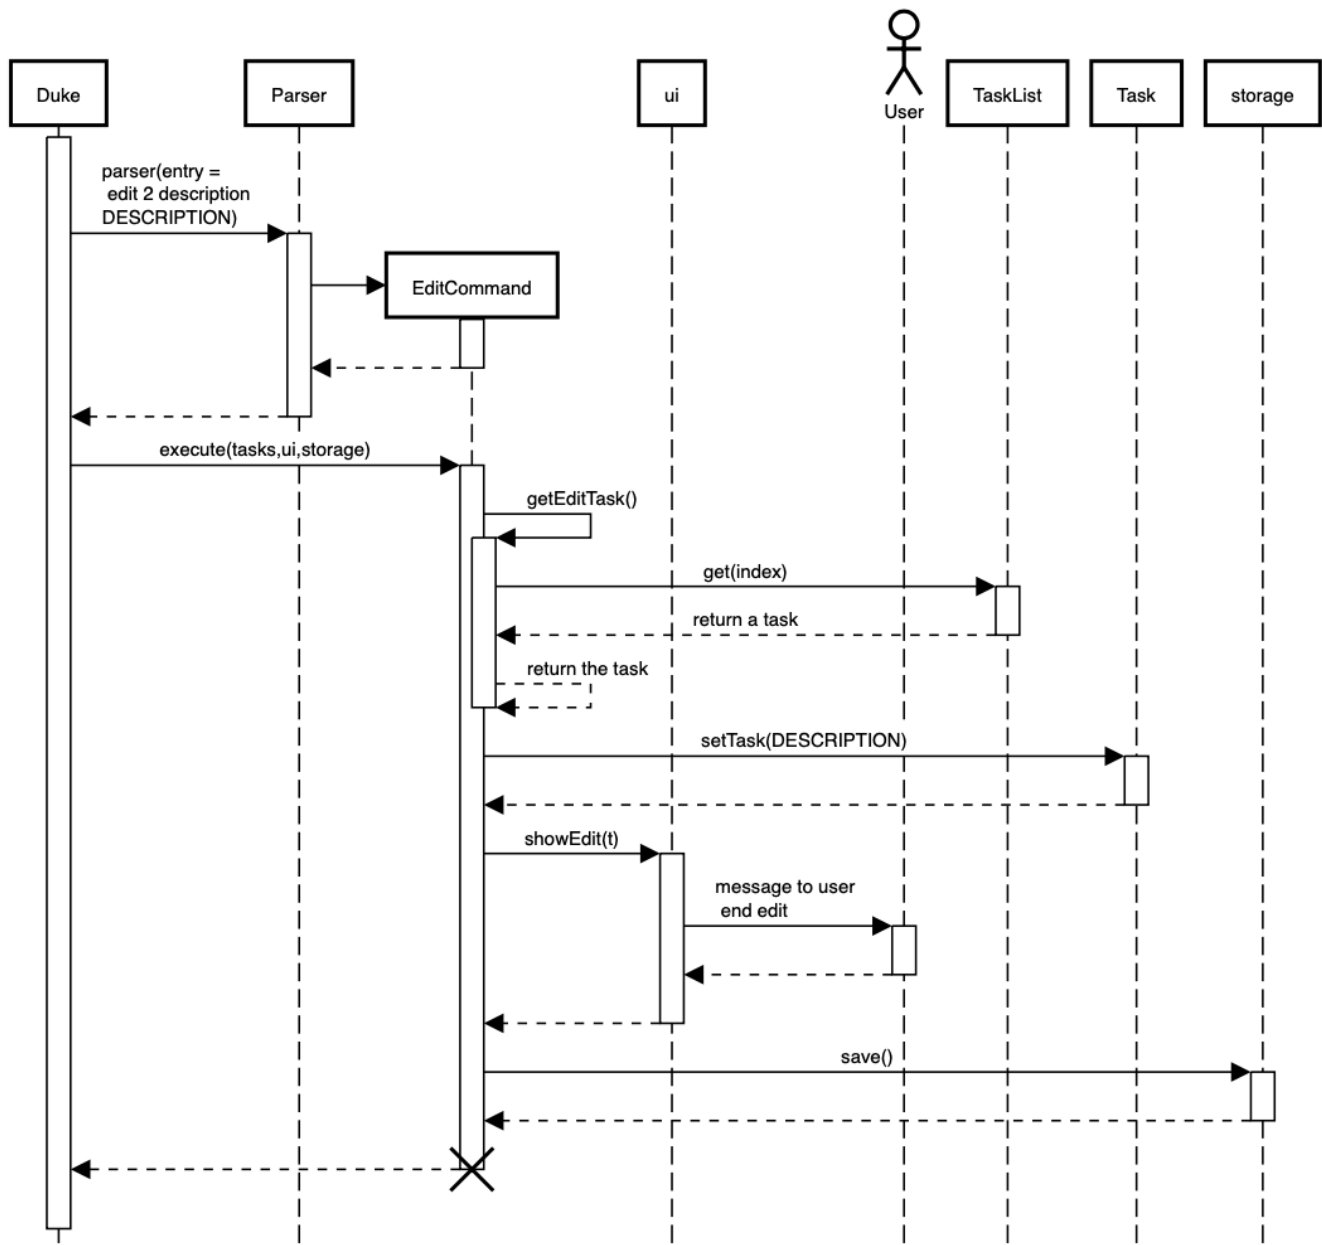 Duke
Parser
ui
User
TaskList
Task
storage
parser(entry =
edit 2 description
DESCRIPTION)
EditCommand
execute(tasks,ui,storage)
getEditTask()
get(index)
return a task
return the task
setTask(DESCRIPTION)
showEdit(t)
message to user
end edit
save()